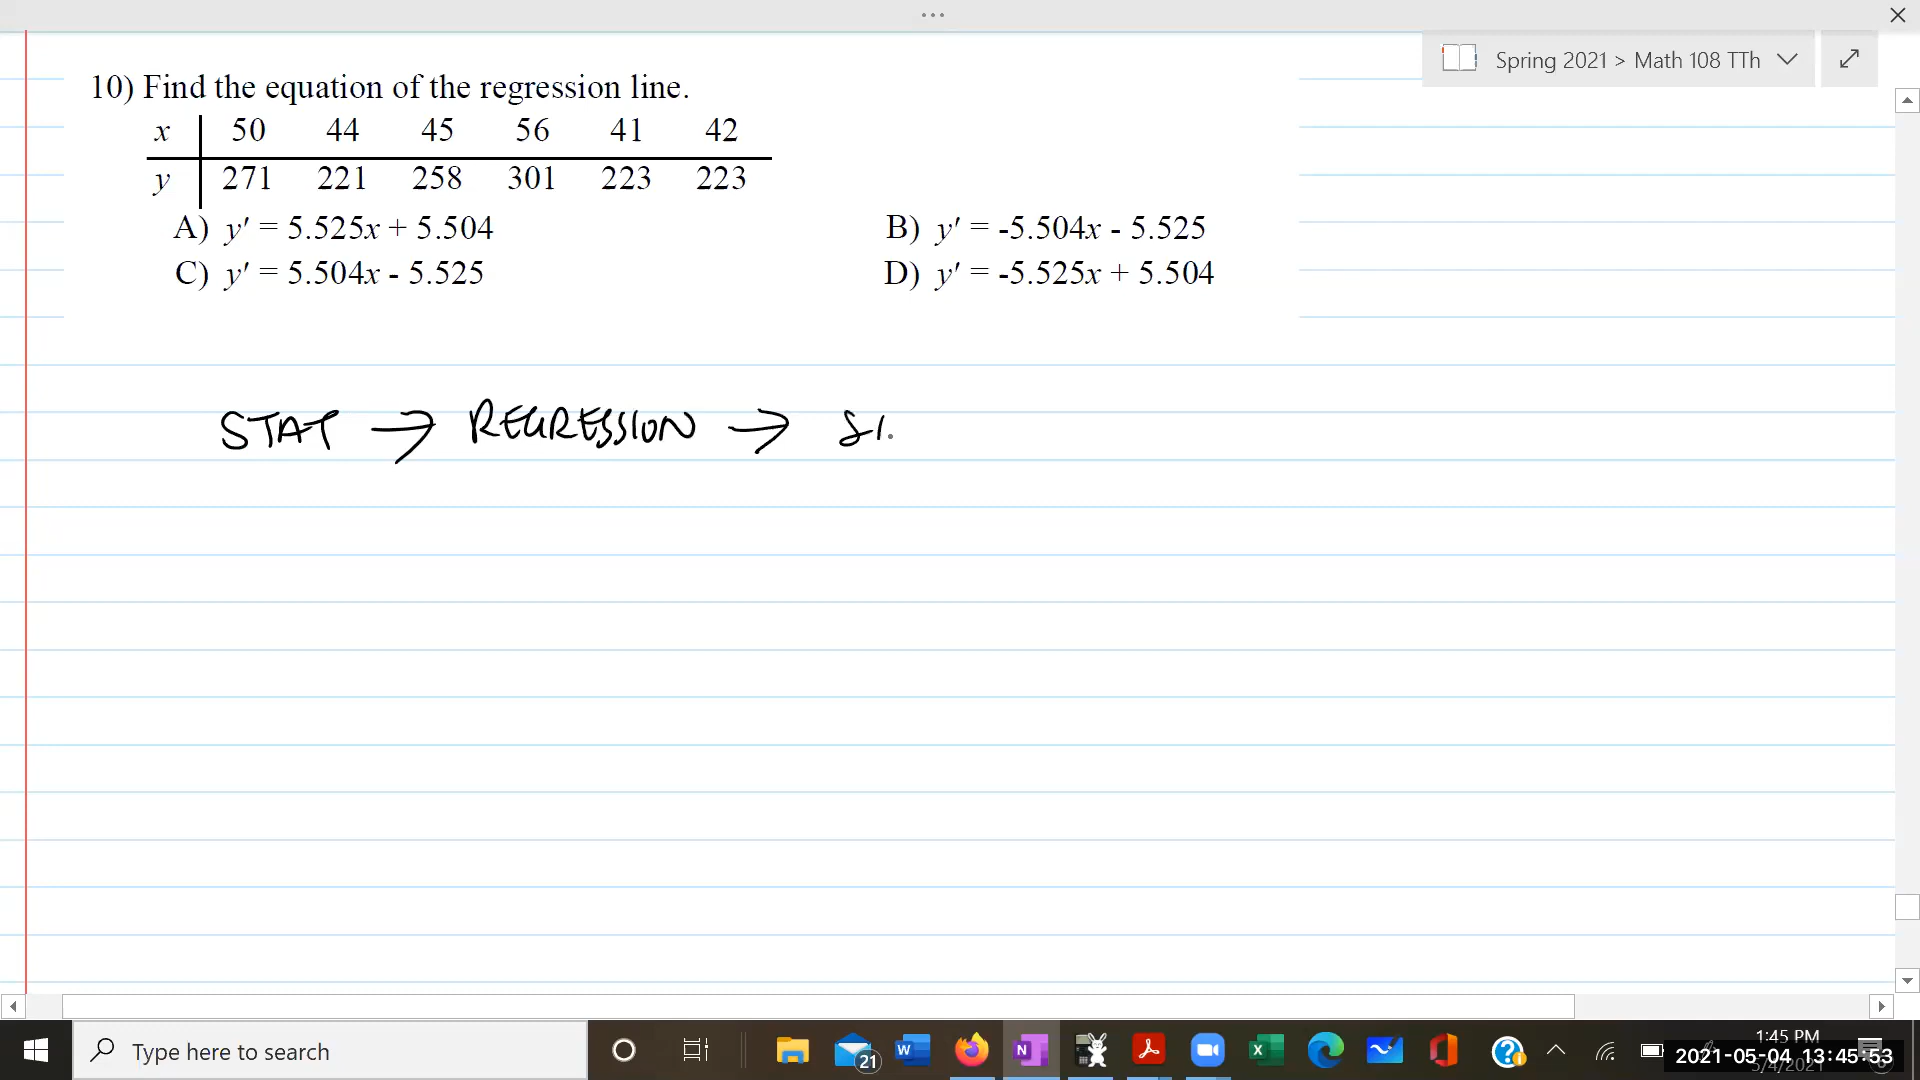 Spring 2021 > Math 108 TTh
10) Find the equation of the regression line.
x 50 44 45 56 41 42
y 271 221 258 301 223 223
A) y' = 5.525x + 5.504 B) y' = -5.504x - 5.525
C) y' = 5.504x - 5.525 D) y' = -5.525x + 5.504
STAT → REGRESSION → SI
Type here to search
21
1:45 PM
2021-05-04 13:45:53